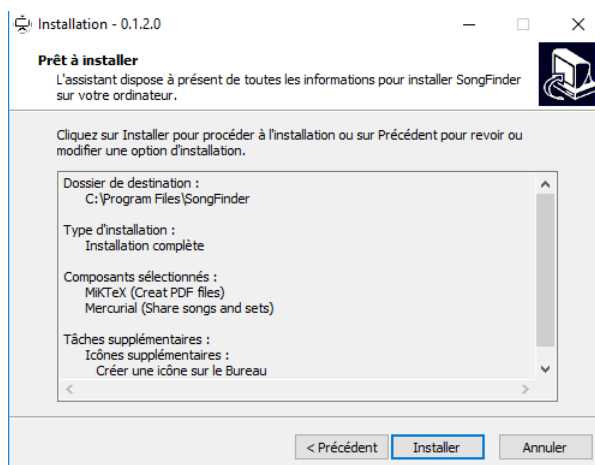 Installation - 0.1.2.0
Prêt à installer
L'assistant dispose à présent de toutes les informations pour installer SongFinder
sur votre ordinateur.
Cliquez sur Installer pour procéder à l'installation ou sur Précédent pour revoir ou
modifier une option d'installation.
Dossier de destination :
C:\Program Files\SongFinder
Type d'installation :
Installation complète
Composants sélectionnés :
MiKTeX (Creat PDF files)
Mercurial (Share songs and sets)
Tâches supplémentaires :
Icônes supplémentaires :
Créer une icône sur le Bureau
< Précédent
Installer
Annuler